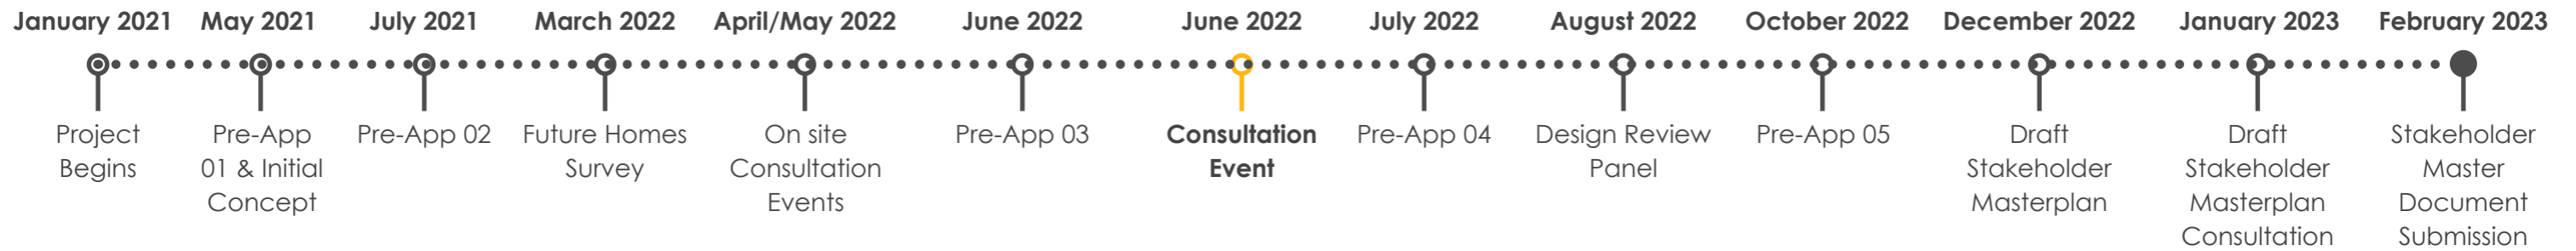 January 2021
May 2021
July 2021
March 2022
April/May 2022
June 2022
June 2022
July 2022
August 2022
October 2022
December 2022
January 2023
February 2023
Project
Begins
Pre-App
01 & Initial
Concept
Pre-App 02
Future Homes
Survey
On site
Consultation
Events
Pre-App 03
Consultation
Event
Pre-App 04
Design Review
Panel
Pre-App 05
Draft
Stakeholder
Masterplan
Draft
Stakeholder
Masterplan
Consultation
Stakeholder
Master
Document
Submission